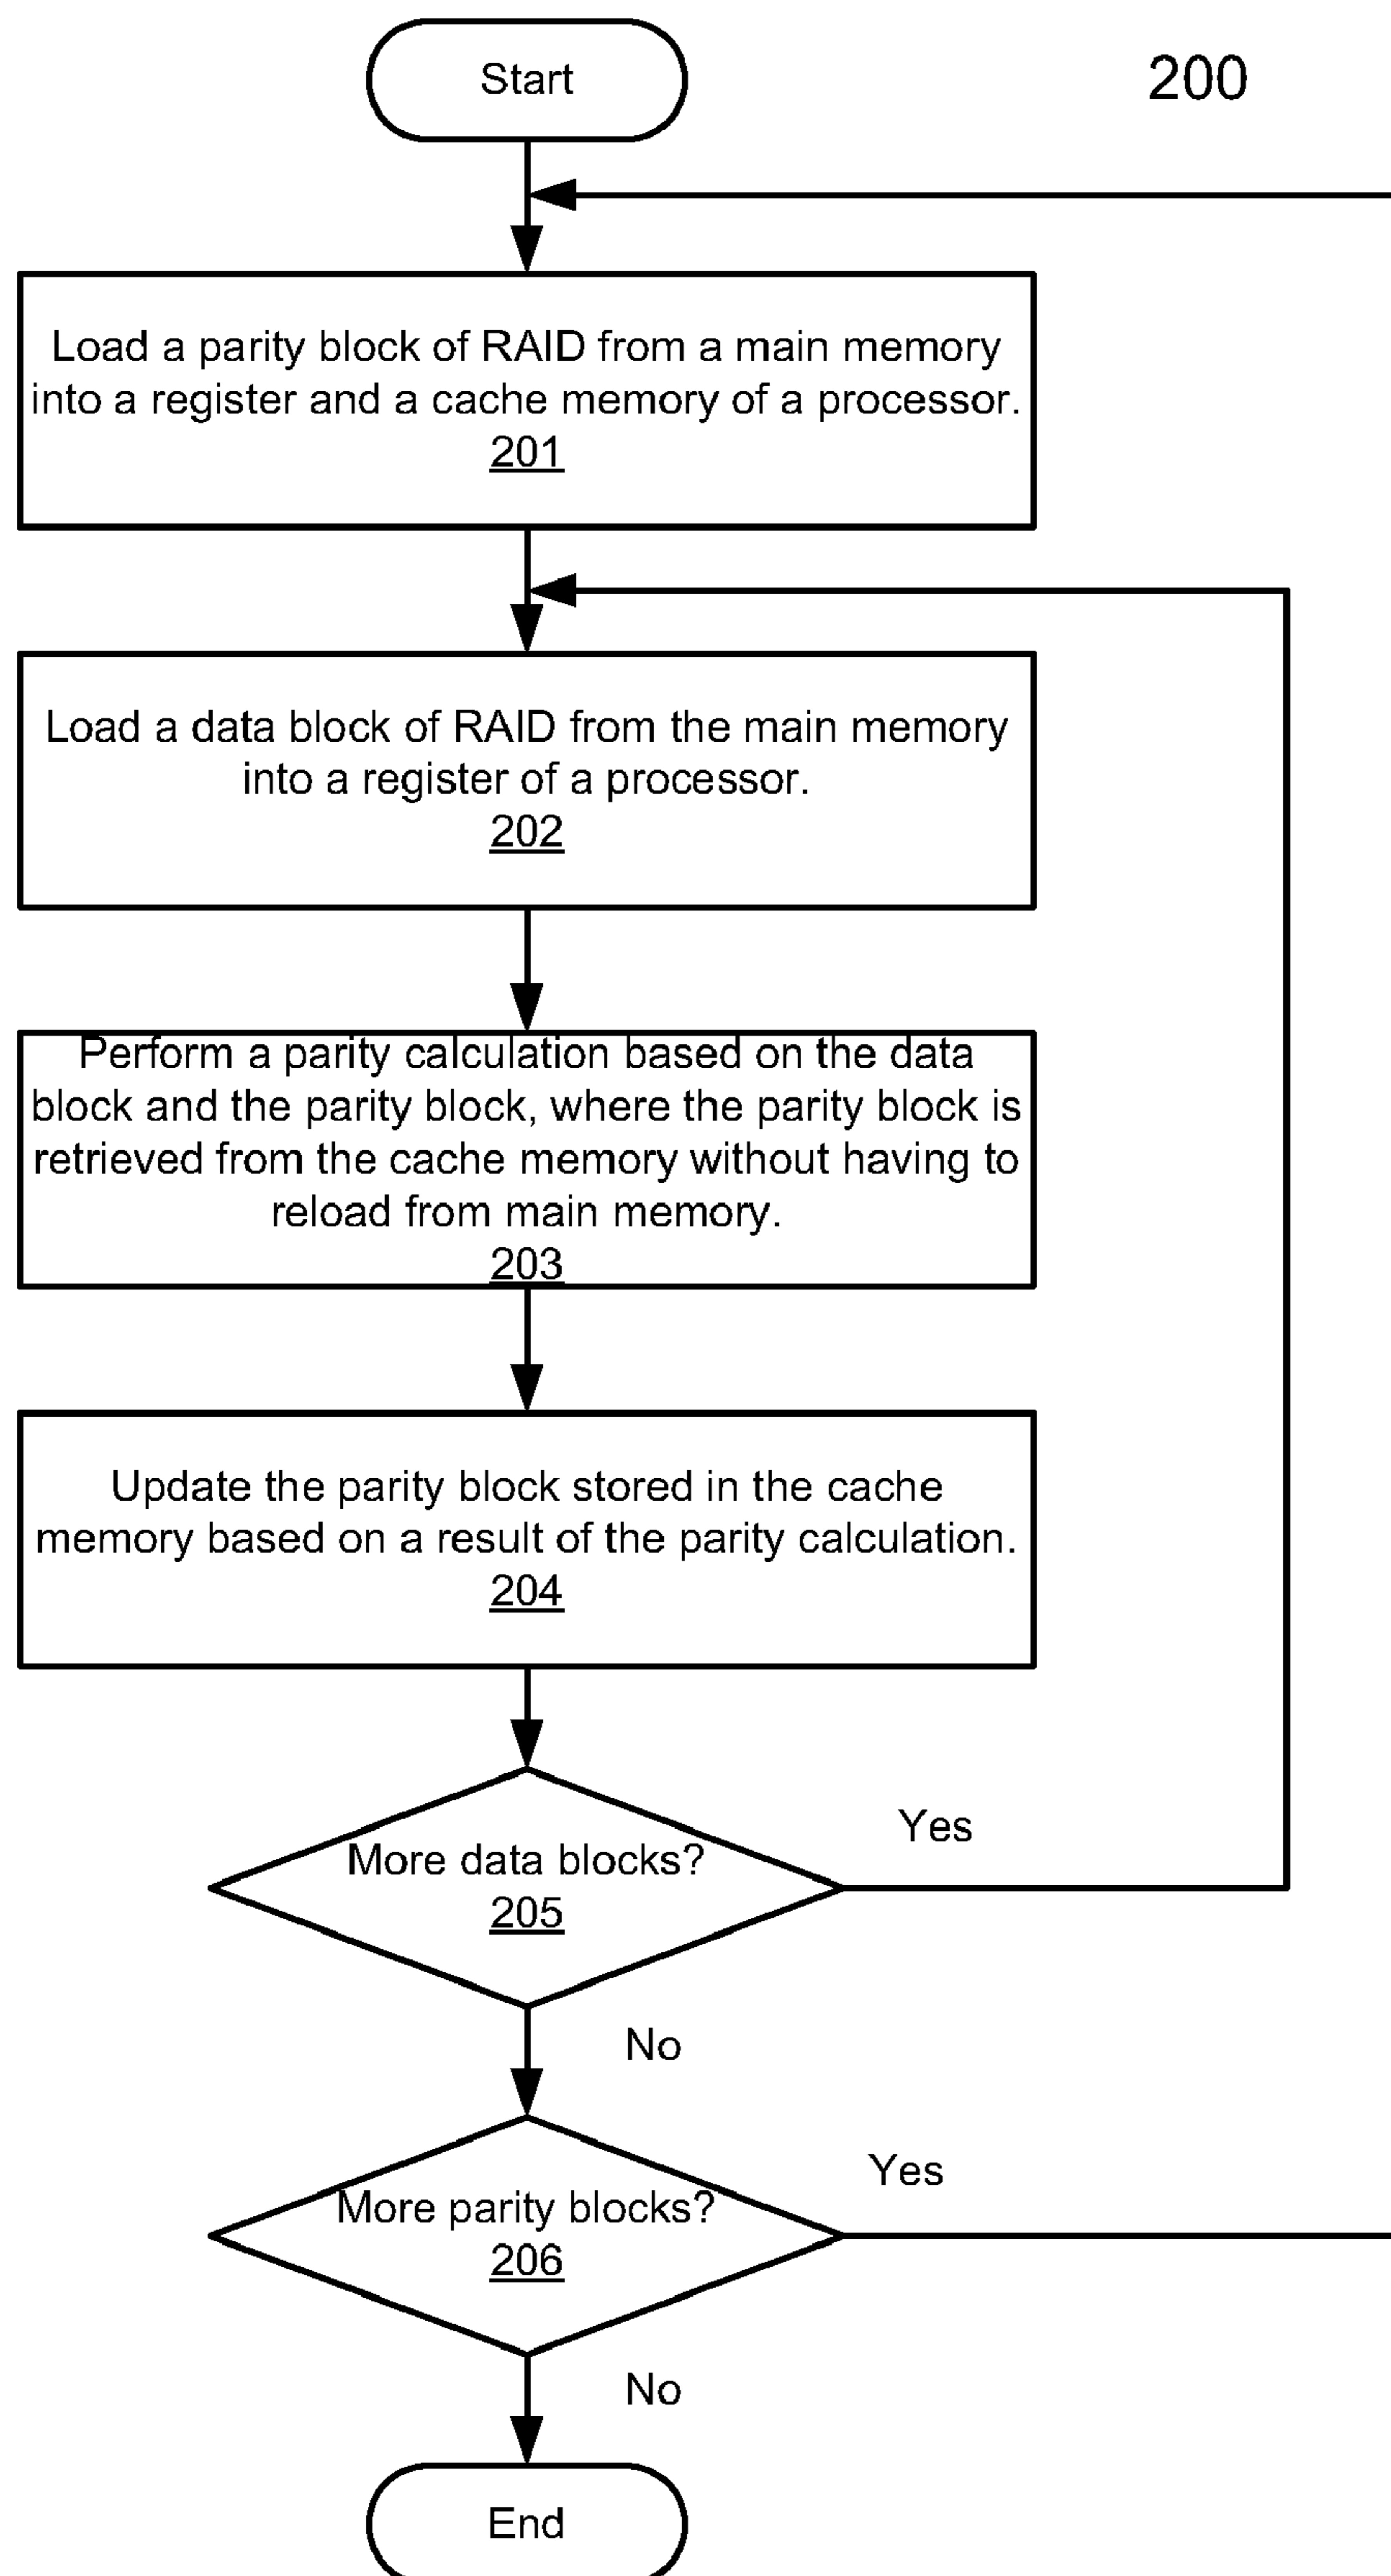 Start
200
Load a parity block of RAID from a main memory
into a register and a cache memory of a processor.
201
Load a data block of RAID from the main memory
into a register of a processor.
202
Perform a parity calculation based on the data
block and the parity block, where the parity block is
retrieved from the cache memory without having to
reload from main memory.
203
Update the parity block stored in the cache
memory based on a result of the parity calculation.
204
Yes
More data blocks?
205
No
Yes
More parity blocks?
206
No
End